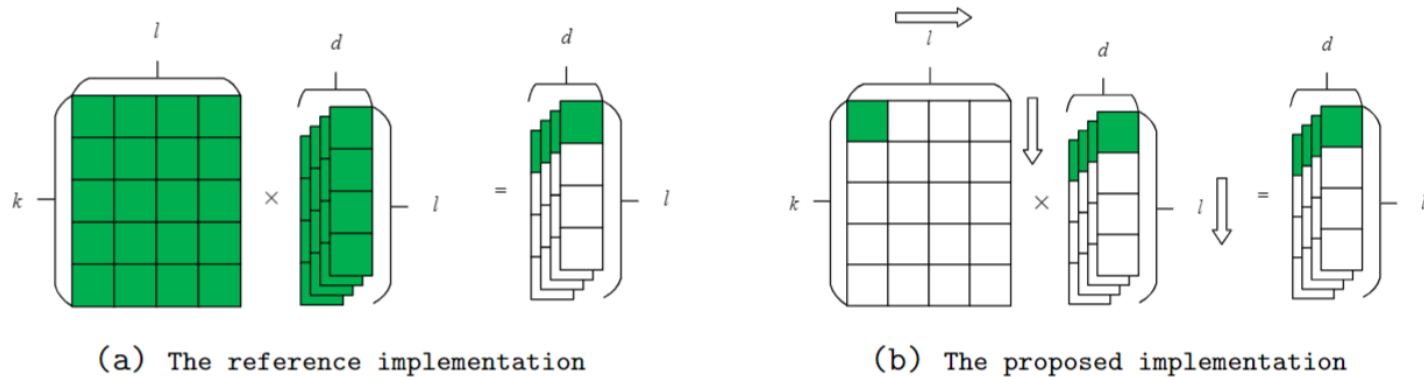 l
d
d
k
×
l
=
l
(a) The reference implementation
l
d
d
k
×
l
=
l
(b) The proposed implementation